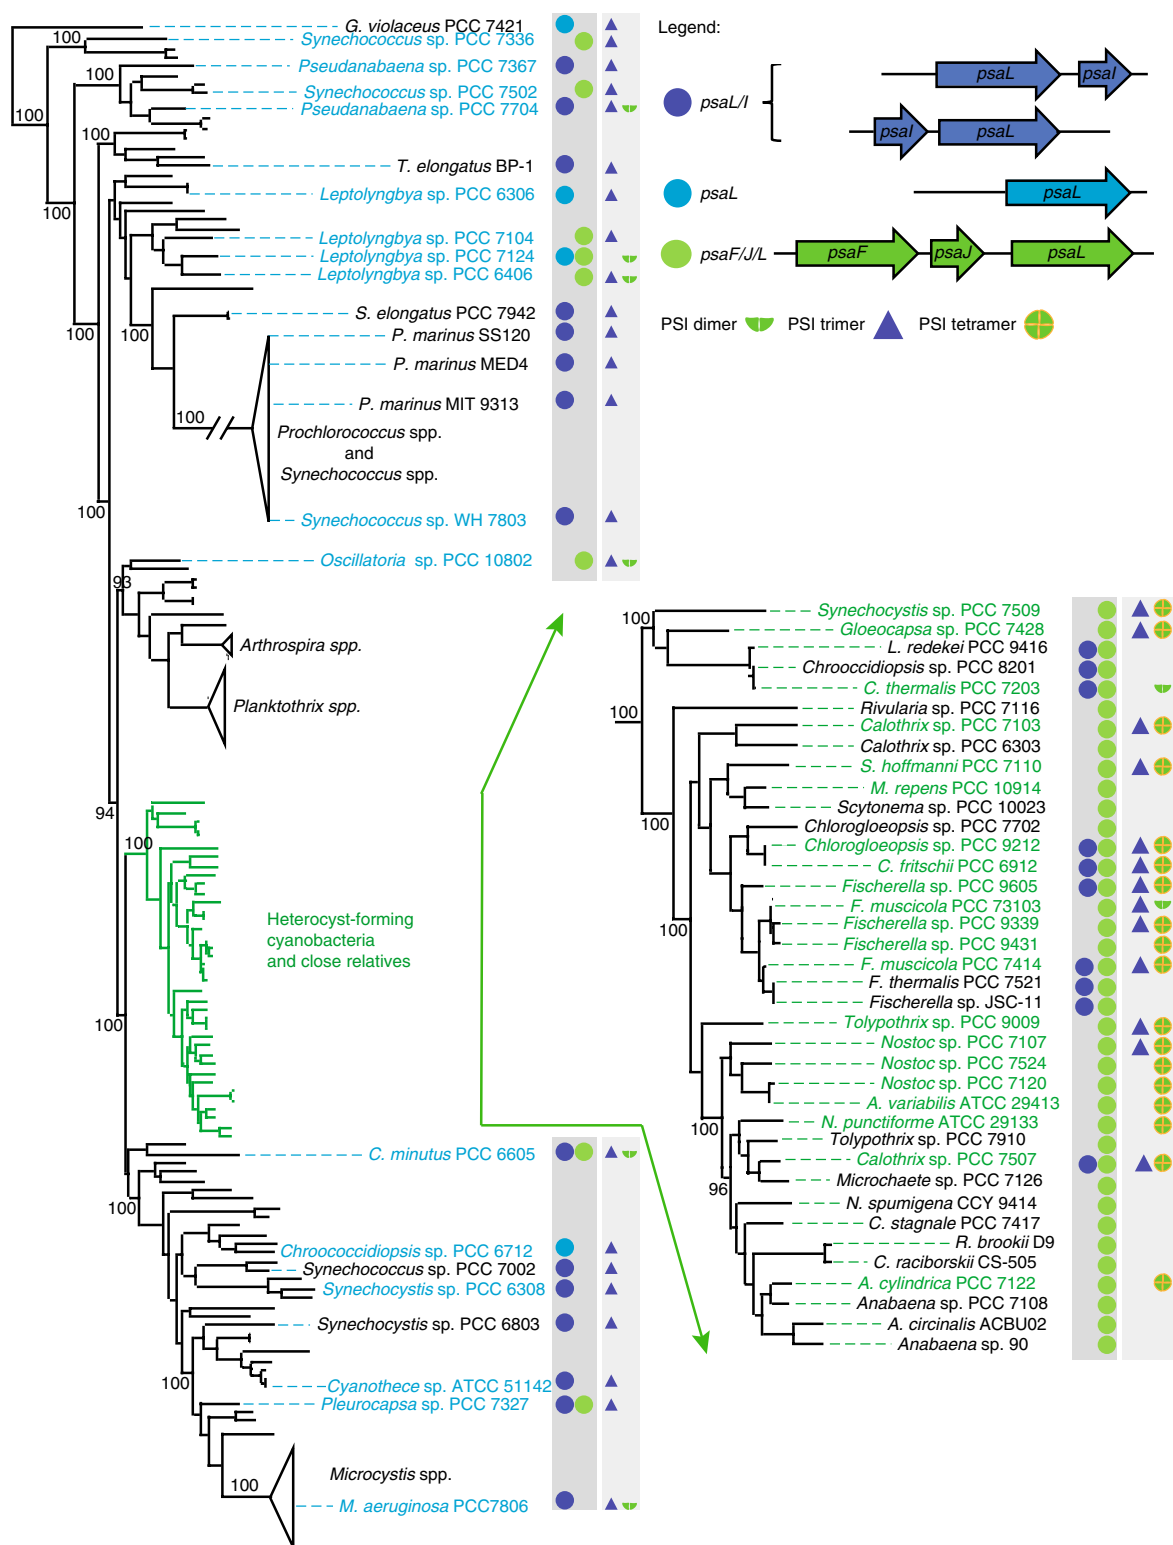 G. violaceus PCC 7421
Synechococcus sp. PCC 7336
Pseudanabaena sp. PCC 7367
Synechococcus sp. PCC 7502
Pseudanabaena sp. PCC 7704
T. elongatus BP-1
Leptolyngbya sp. PCC 6306
Leptolyngbya sp. PCC 7104
Leptolyngbya sp. PCC 7124
Leptolyngbya sp. PCC 6406
S. elongatus PCC 7942
P. marinus SS120
P. marinus MED4
P. marinus MIT 9313
Prochlorococcus spp.
and
Synechococcus spp.
Synechococcus sp. WH 7803
Oscillatoria sp. PCC 10802
Arthrospira spp.
Planktothrix spp.
Heterocyst-forming
cyanobacteria
and close relatives
C. minutus PCC 6605
Chroococcidiopsis sp. PCC 6712
Synechococcus sp. PCC 7002
Synechocystis sp. PCC 6308
Synechocystis sp. PCC 6803
Cyanothece sp. ATCC 51142
Pleurocapsa sp. PCC 7327
Microcystis spp.
M. aeruginosa PCC7806
100
100
100
100
100
100
100
100
100
93
94
100
100
100
100
100
Legend:
psaL/I
psaL
psaI
psaI
psaL
psaL
psaL
psaF/J/L
psaF
psaJ
psaL
PSI dimer
PSI trimer
PSI tetramer
Synechocystis sp. PCC 7509
Gloeocapsa sp. PCC 7428
L. redekei PCC 9416
Chrooccidiopsis sp. PCC 8201
C. thermalis PCC 7203
Rivularia sp. PCC 7116
Calothrix sp. PCC 7103
Calothrix sp. PCC 6303
S. hoffmanni PCC 7110
M. repens PCC 10914
Scytonema sp. PCC 10023
Chlorogloeopsis sp. PCC 7702
Chlorogloeopsis sp. PCC 9212
C. fritschii PCC 6912
Fischerella sp. PCC 9605
F. muscicola PCC 73103
Fischerella sp. PCC 9339
Fischerella sp. PCC 9431
F. muscicola PCC 7414
F. thermalis PCC 7521
Fischerella sp. JSC-11
Tolypothrix sp. PCC 9009
Nostoc sp. PCC 7107
Nostoc sp. PCC 7524
Nostoc sp. PCC 7120
A. variabilis ATCC 29413
N. punctiforme ATCC 29133
Tolypothrix sp. PCC 7910
Calothrix sp. PCC 7507
Microchaete sp. PCC 7126
N. spumigena CCY 9414
C. stagnale PCC 7417
R. brookii D9
C. raciborskii CS-505
A. cylindrica PCC 7122
Anabaena sp. PCC 7108
A. circinalis ACBU02
Anabaena sp. 90
100
100
100
100
100
96